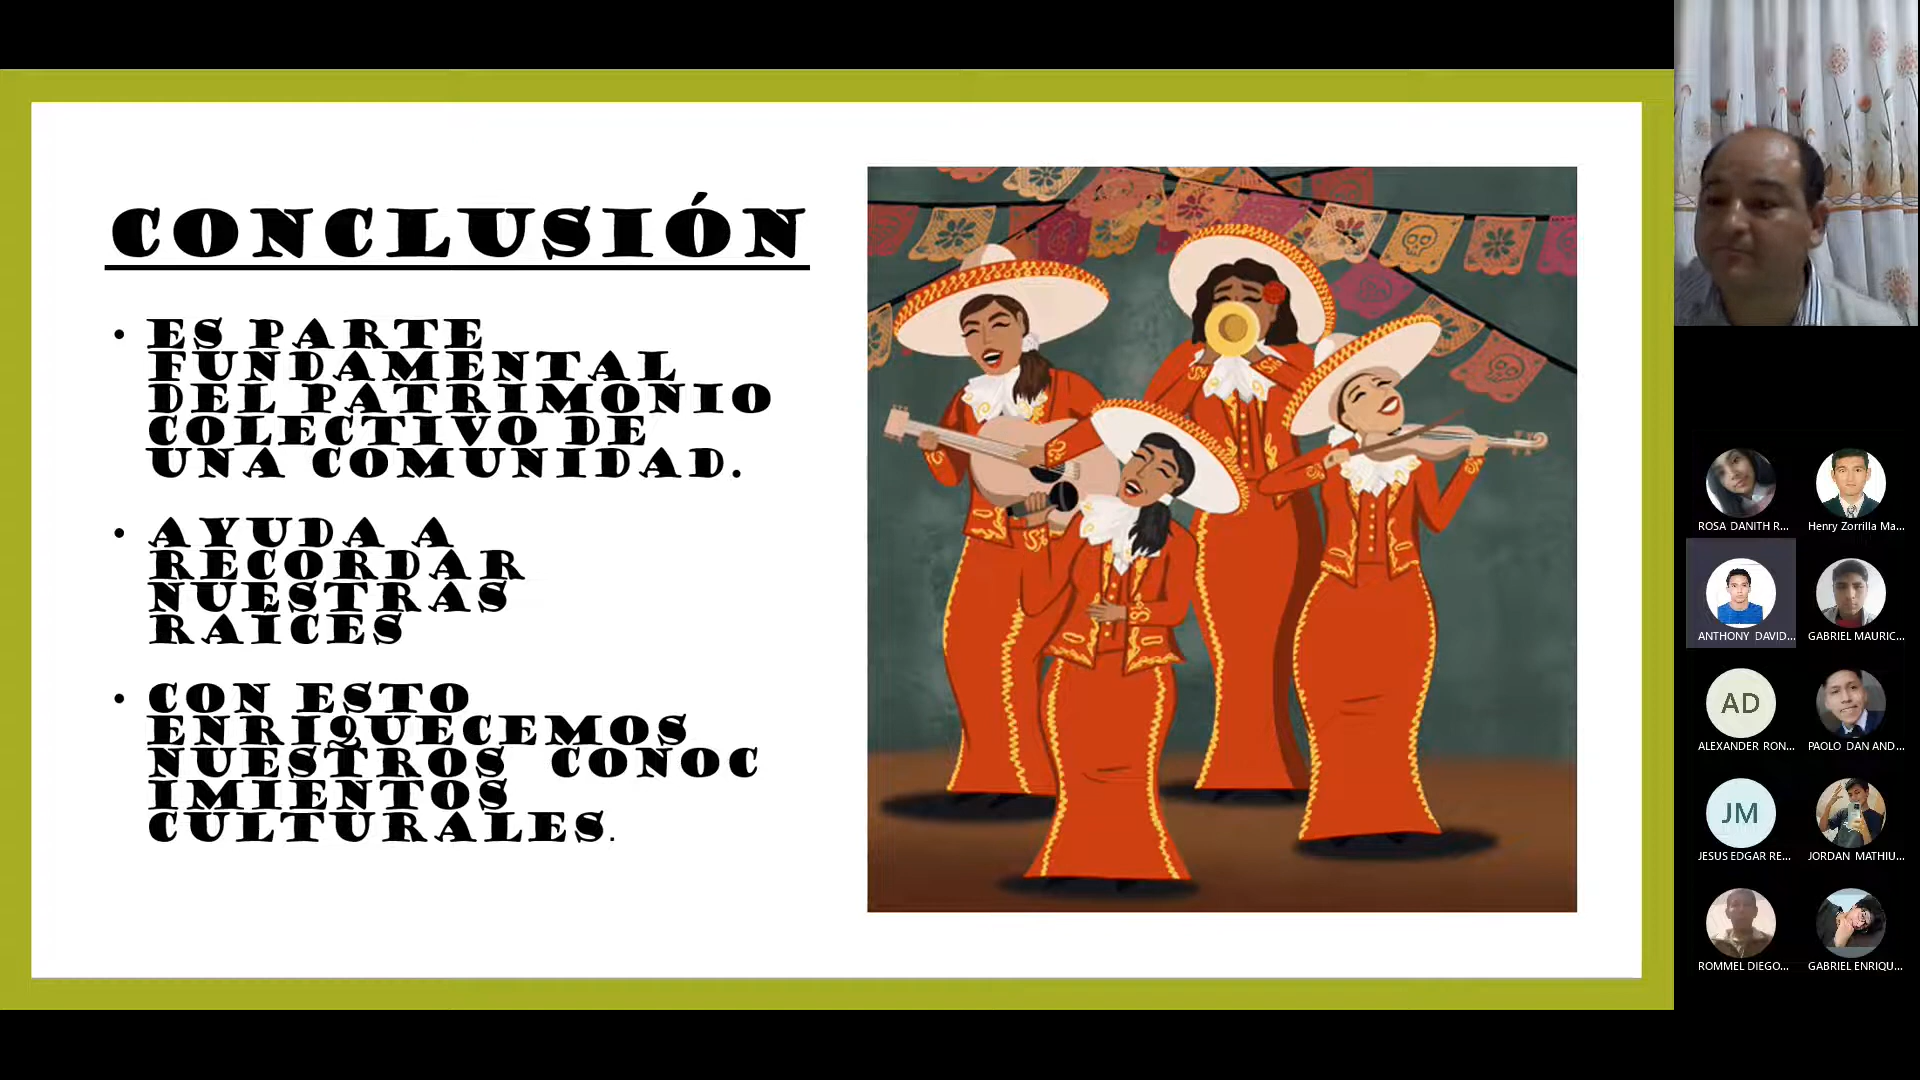 CONCLUSIÓN
• ES PARTE
FUNDAMENTAL
DEL PATRIMONIO
COLECTIVO DE
UNA COMUNIDAD.
• AYUDA A
RECORDAR
NUESTRAS
RAÍCES
• CON ESTO
ENRIQUECEMOS
NUESTROS CONOC
IMIENTOS
CULTURALES.
ROSA DANITH R...
Henry Zorrilla Ma...
ANTHONY DAVID...
GABRIEL MAURIC...
AD
ALEXANDER RON...
PAOLO DAN AND...
JM
JESUS EDGAR RE...
JORDAN MATHIU...
ROMMEL DIEGO...
GABRIEL ENRIQU...